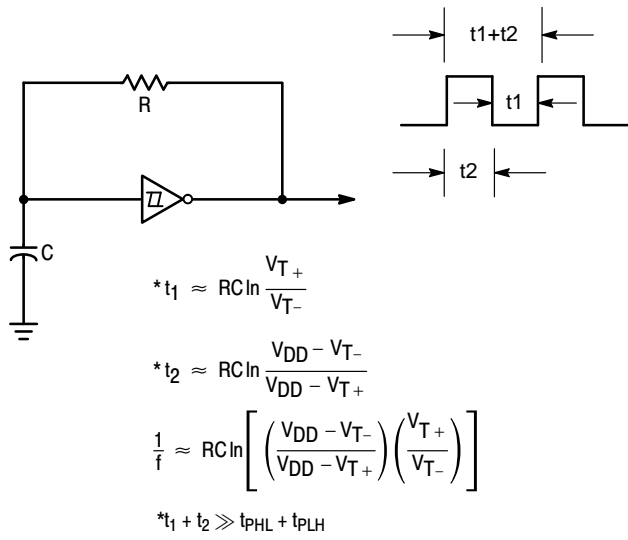 t1+t2
R
t1
t2
C
*t1 ≈ RC ln VT+ / VT−
*t2 ≈ RC ln VDD − VT− / VDD − VT+
1/f ≈ RC ln [ ( VDD − VT− / VDD − VT+ ) ( VT+ / VT− ) ]
*t1 + t2 ≫ tPHL + tPLH